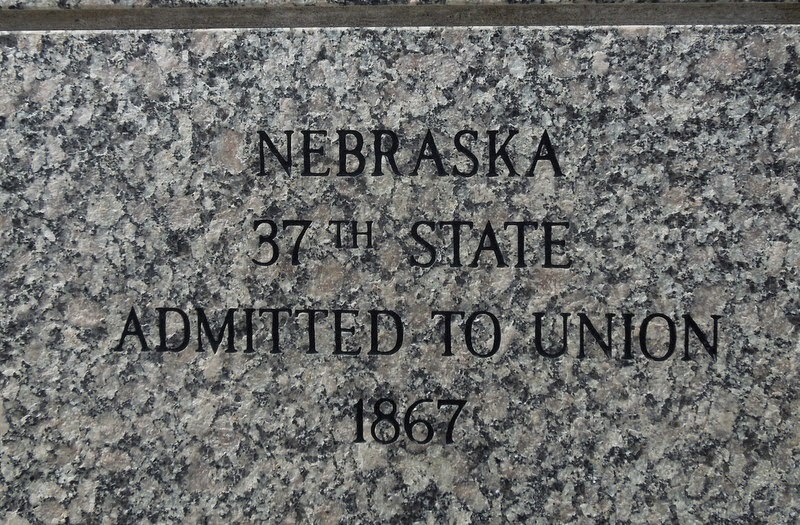 NEBRASKA
37TH STATE
ADMITTED TO UNION
1867